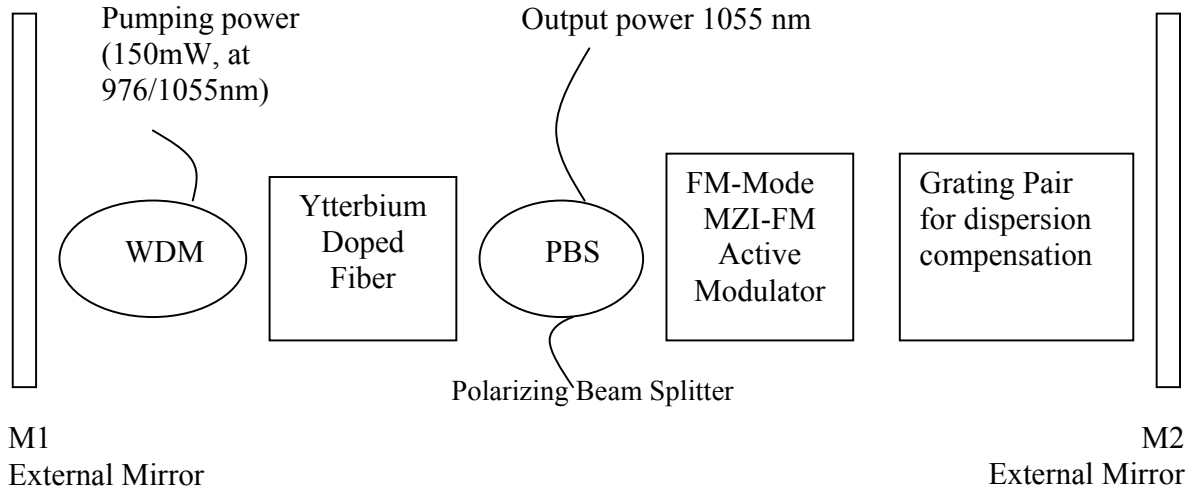 Pumping power
(150mW, at
976/1055nm)
Output power 1055 nm
WDM
Ytterbium
Doped
Fiber
PBS
FM-Mode
MZI-FM
Active
Modulator
Grating Pair
for dispersion
compensation
Polarizing Beam Splitter
M1
External Mirror
M2
External Mirror